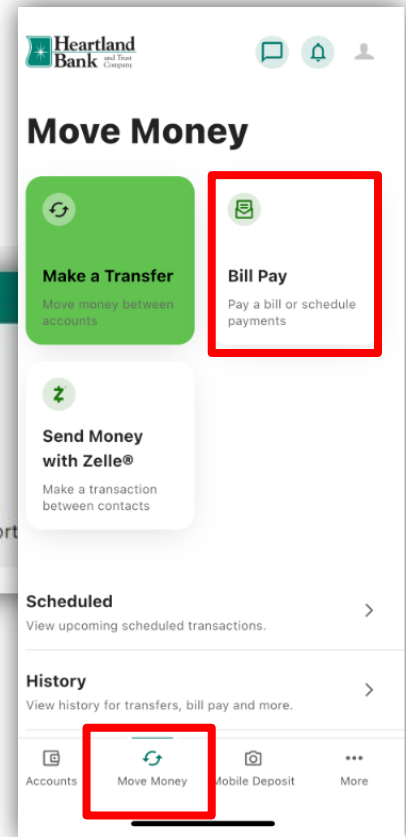 Heartland
Bank and Trust
Company
Move Money
Make a Transfer
Move money between
accounts
Bill Pay
Pay a bill or schedule
payments
Send Money
with Zelle®
Make a transaction
between contacts
ort
Scheduled
View upcoming scheduled transactions.
History
View history for transfers, bill pay and more.
Accounts
Move Money
Mobile Deposit
More